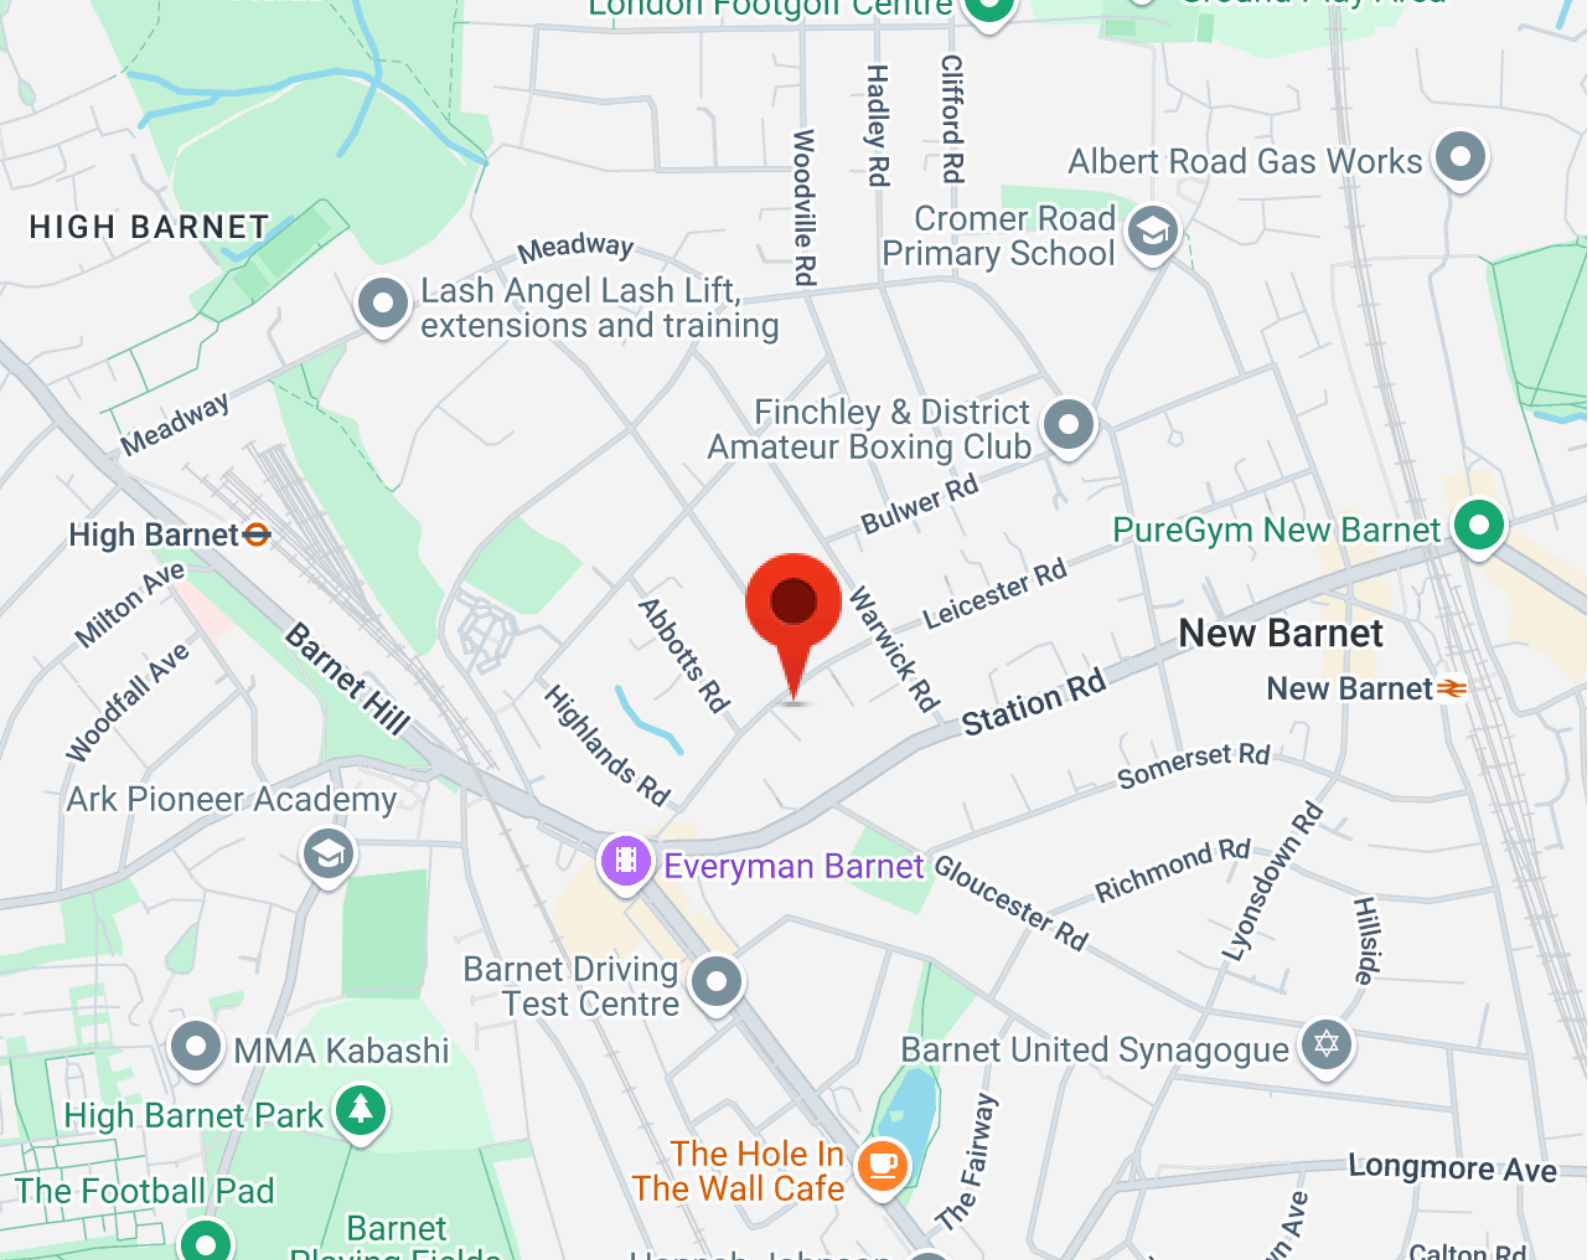 London Footgolf Centre
Hadley Rd
Clifford Rd
Woodville Rd
Albert Road Gas Works
Cromer Road
Primary School
HIGH BARNET
Meadway
Lash Angel Lash Lift,
extensions and training
Meadway
Finchley & District
Amateur Boxing Club
Bulwer Rd
High Barnet
PureGym New Barnet
Milton Ave
Leicester Rd
Abbotts Rd
Warwick Rd
New Barnet
Barnet Hill
Woodfall Ave
New Barnet
Station Rd
Highlands Rd
Somerset Rd
Ark Pioneer Academy
Everyman Barnet
Gloucester Rd
Richmond Rd
Lyonsdown Rd
Hillside
Barnet Driving
Test Centre
MMA Kabashi
Barnet United Synagogue
High Barnet Park
The Hole In
The Wall Cafe
The Fairway
Longmore Ave
The Football Pad
Barnet
Playing Fields
Calton Rd